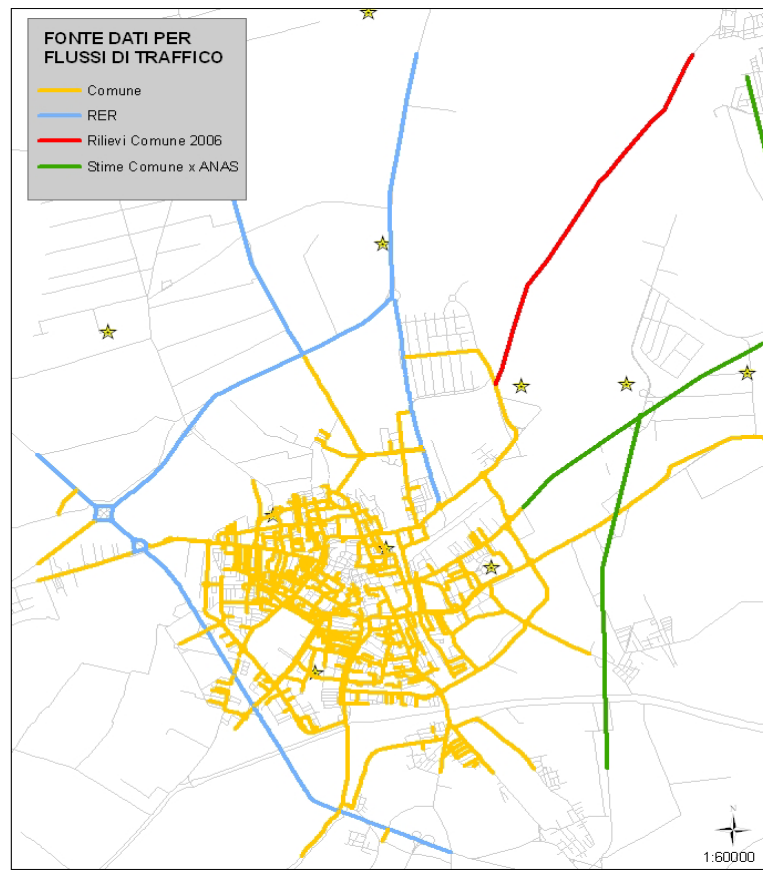 FONTE DATI PER
FLUSSI DI TRAFFICO
Comune
RER
Rilievi Comune 2006
Stime Comune x ANAS
N
1:60000